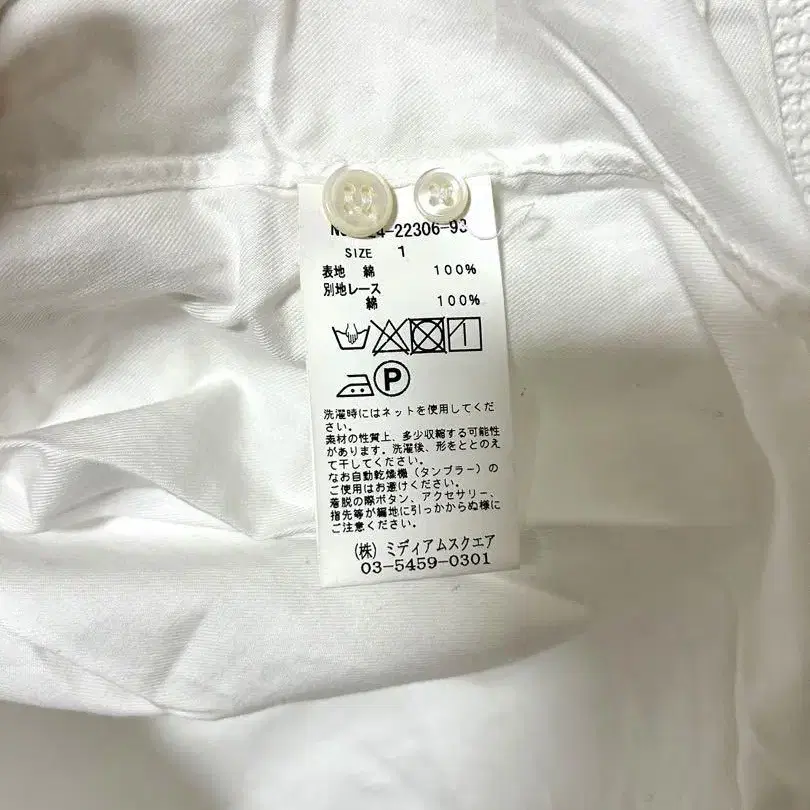 4-22306-93
SIZE 1
表地 綿 100%
別地レース
綿 100%
P
洗濯時にはネットを使用してくだ
さい。
素材の性質上、多少収縮する可能性
があります。洗濯後、形をととのえ
て干してください。
なお自動乾燥機(タンブラー)の
ご使用はお避けください。
着脱の際ボタン、アクセサリー、
指先等が編地に引っかからぬ様に
ご注意ください。
(株)ミディアムスクエア
03-5459-0301